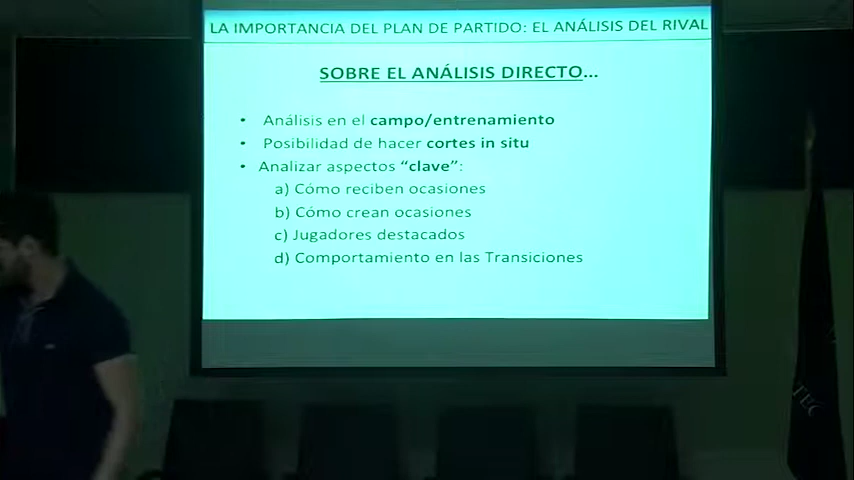 LA IMPORTANCIA DEL PLAN DE PARTIDO: EL ANÁLISIS DEL RIVAL
SOBRE EL ANÁLISIS DIRECTO...
• Análisis en el campo/entrenamiento
• Posibilidad de hacer cortes in situ
• Analizar aspectos “clave”:
a) Cómo reciben ocasiones
b) Cómo crean ocasiones
c) Jugadores destacados
d) Comportamiento en las Transiciones